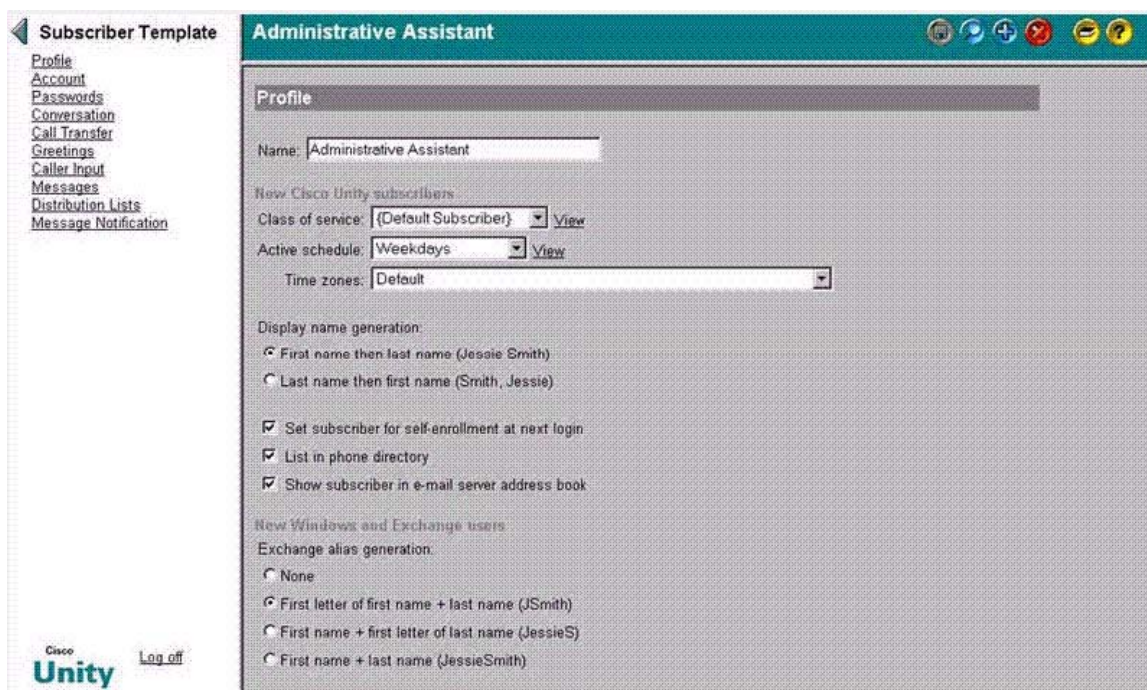 Subscriber Template
Profile
Account
Passwords
Conversation
Call Transfer
Greetings
Caller Input
Messages
Distribution Lists
Message Notification
Cisco
Unity
Log off
Administrative Assistant
?
Profile
Name: Administrative Assistant
New Cisco Unity subscribers
Class of service: {Default Subscriber} View
Active schedule: Weekdays View
Time zones: Default
Display name generation:
First name then last name (Jessie Smith)
Last name then first name (Smith, Jessie)
Set subscriber for self-enrollment at next login
List in phone directory
Show subscriber in e-mail server address book
New Windows and Exchange users
Exchange alias generation:
None
First letter of first name + last name (JSmith)
First name + first letter of last name (JessieS)
First name + last name (JessieSmith)